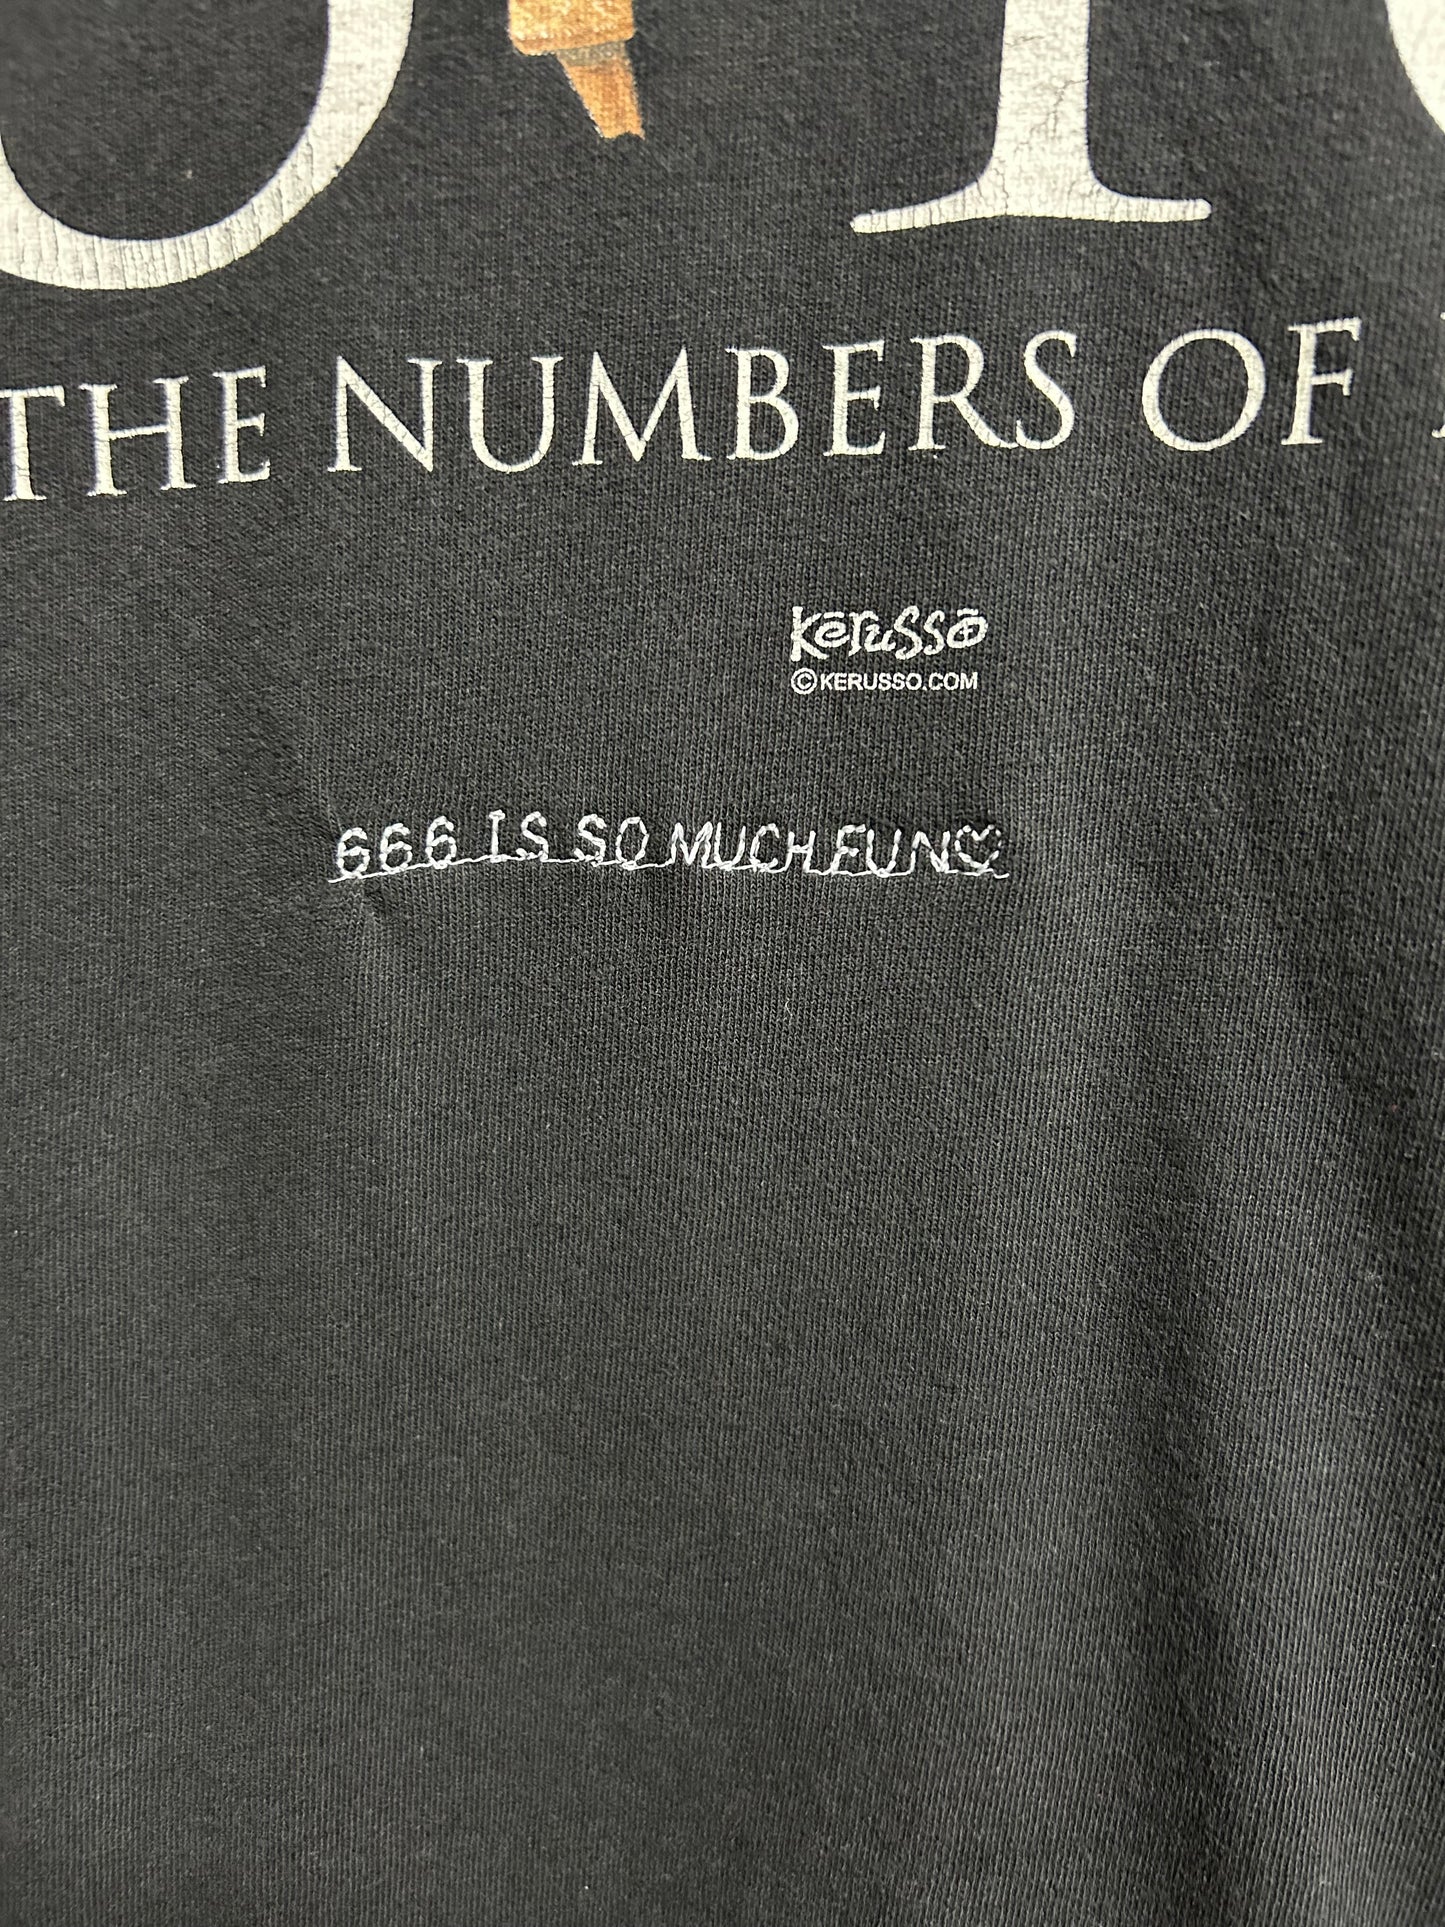 THE NUMBERS OF
Kerusso
©KERUSSO.COM
666 IS SO MUCH FUN♡